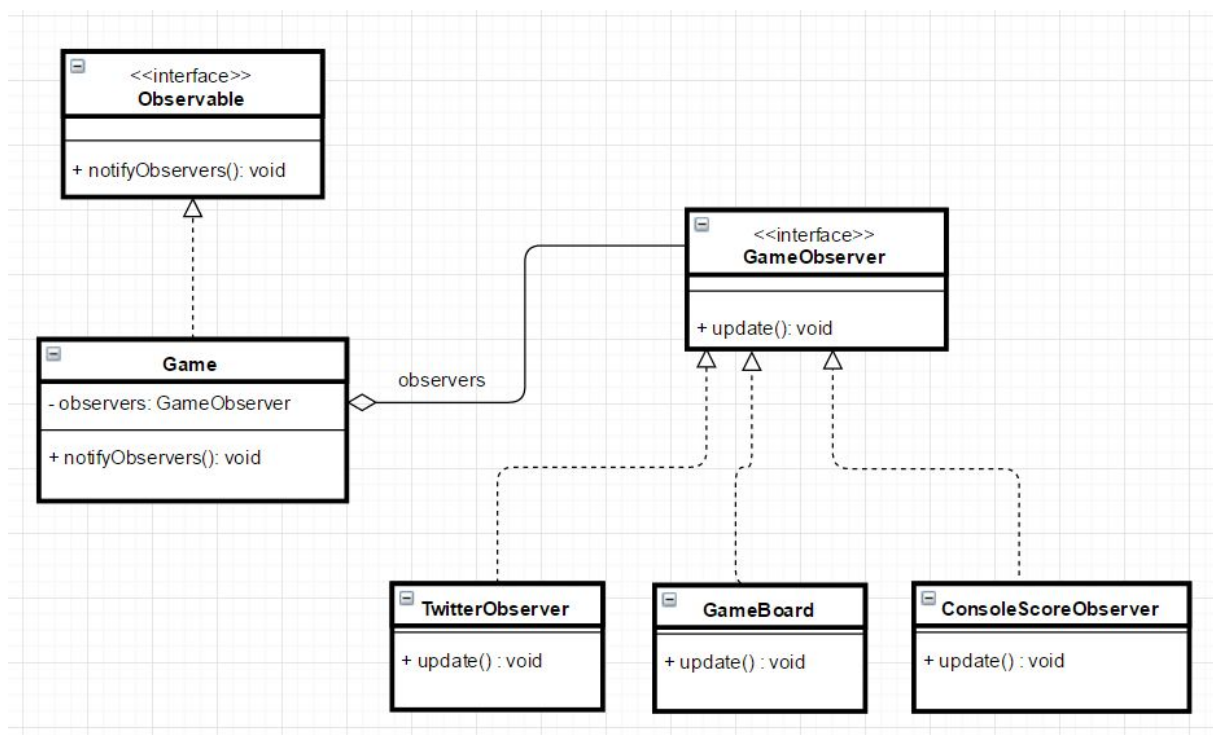 <<interface>>
Observable
+ notifyObservers(): void
<<interface>>
GameObserver
+ update(): void
Game
- observers: GameObserver
+ notifyObservers(): void
observers
TwitterObserver
+ update() : void
GameBoard
+ update() : void
ConsoleScoreObserver
+ update() : void